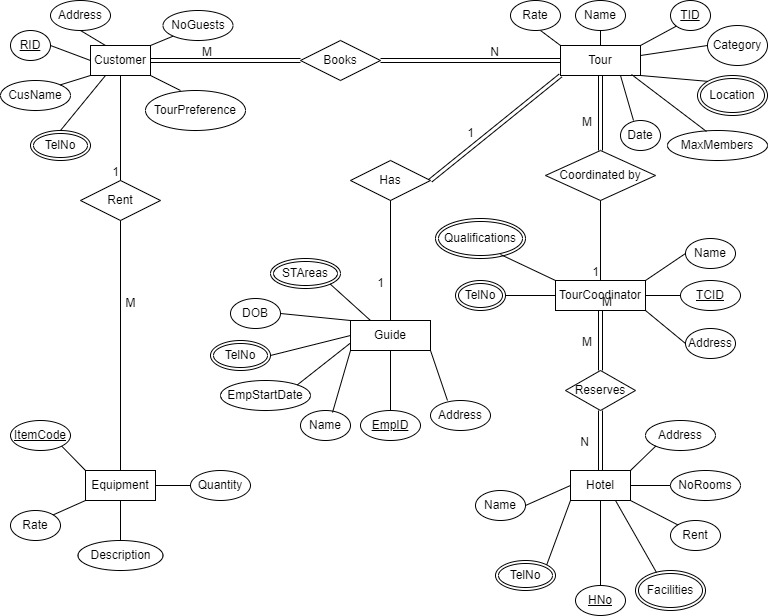 Address
NoGuests
RID
Customer
CusName
TourPreference
TelNo
M
Books
N
Rate
Name
TID
Tour
Category
Location
Date
MaxMembers
1
M
Has
Coordinated by
1
Rent
M
Qualifications
Name
STAreas
1
1
TelNo
TourCoodinator
M
TCID
DOB
Guide
TelNo
EmpStartDate
Name
EmpID
Address
M
Address
Reserves
N
ItemCode
Equipment
Quantity
Rate
Description
Address
Hotel
NoRooms
Name
Rent
TelNo
HNo
Facilities